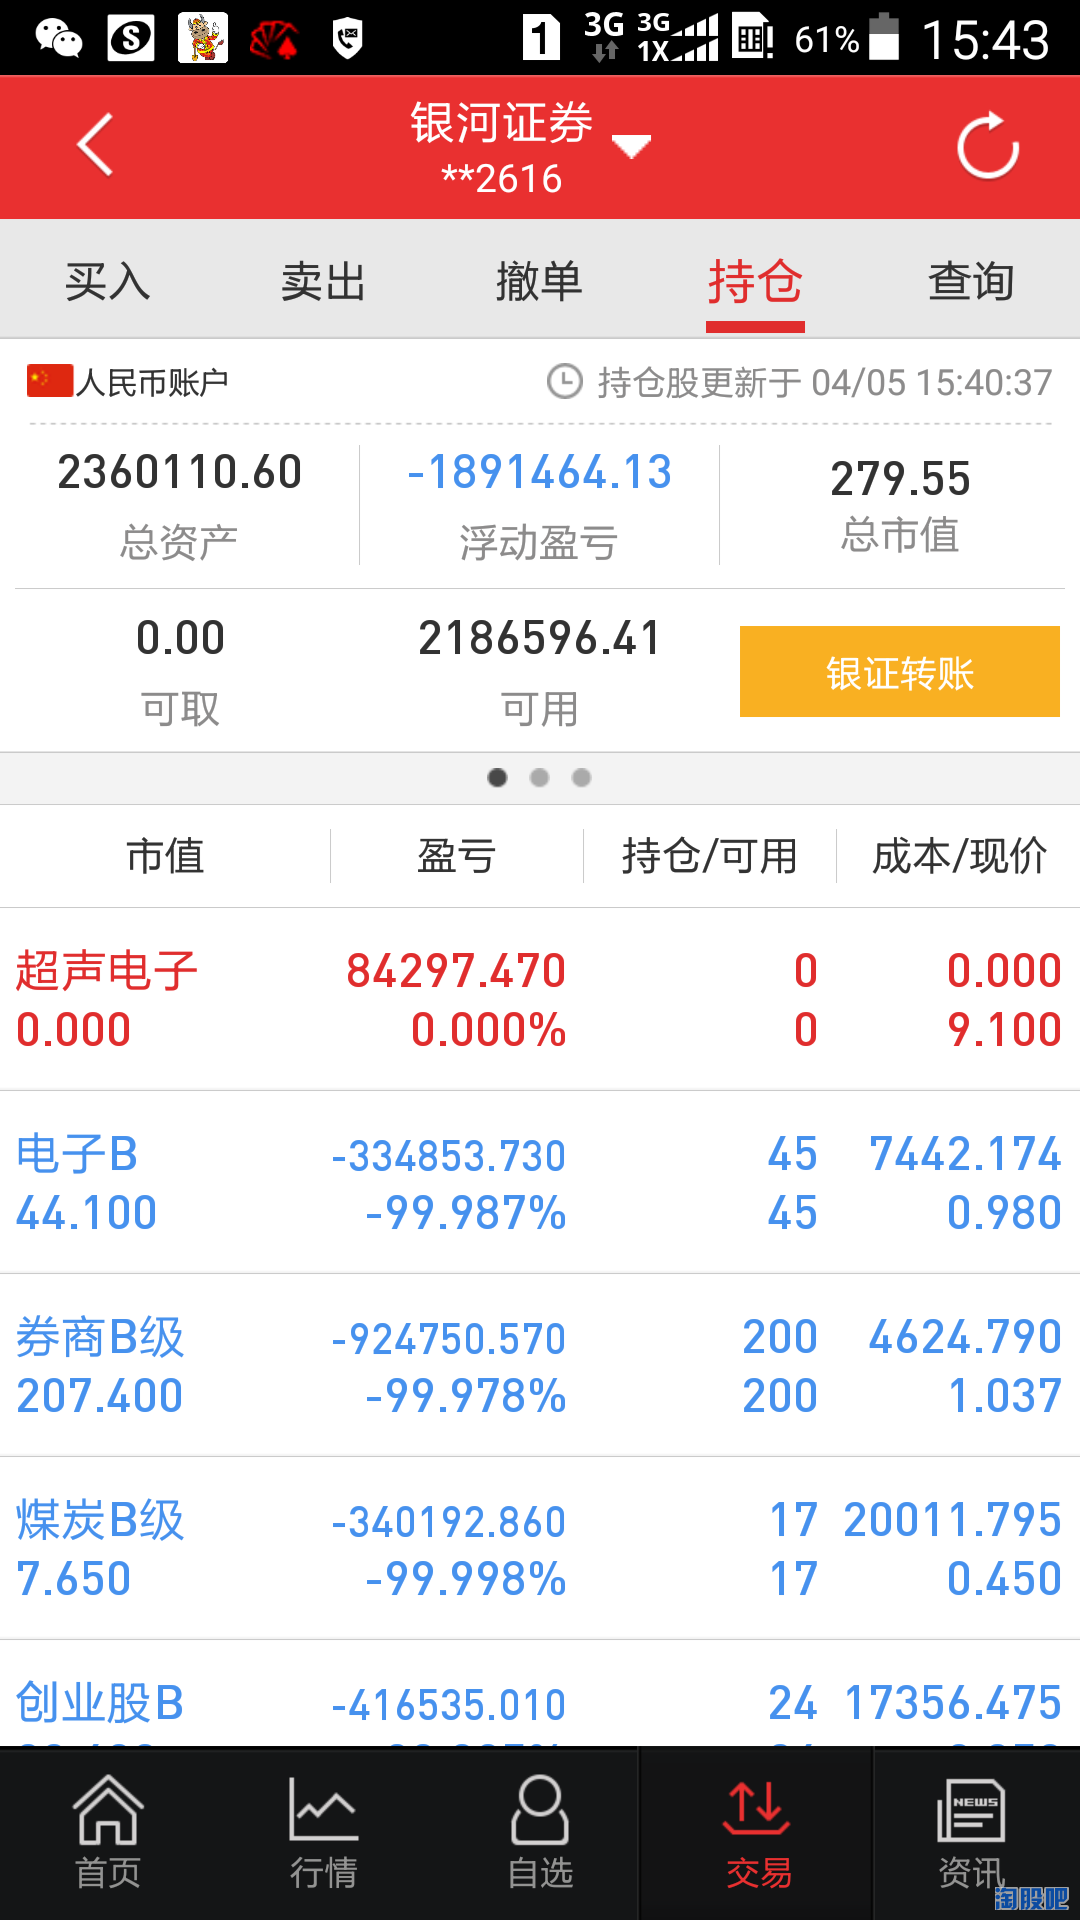 1 3G 3G 1X 61% 15:43
银河证券
**2616
买入 卖出 撤单 持仓 查询
人民币账户 持仓股更新于 04/05 15:40:37
2360110.60 -1891464.13 279.55
总资产 浮动盈亏 总市值
0.00 2186596.41 银证转账
可取 可用
市值 盈亏 持仓/可用 成本/现价
超声电子 84297.470 0 0.000
0.000 0.000% 0 9.100
电子B -334853.730 45 7442.174
44.100 -99.987% 45 0.980
券商B级 -924750.570 200 4624.790
207.400 -99.978% 200 1.037
煤炭B级 -340192.860 17 20011.795
7.650 -99.998% 17 0.450
创业股B -416535.010 24 17356.475
NEWS
首页 行情 自选 交易 资讯
淘股吧